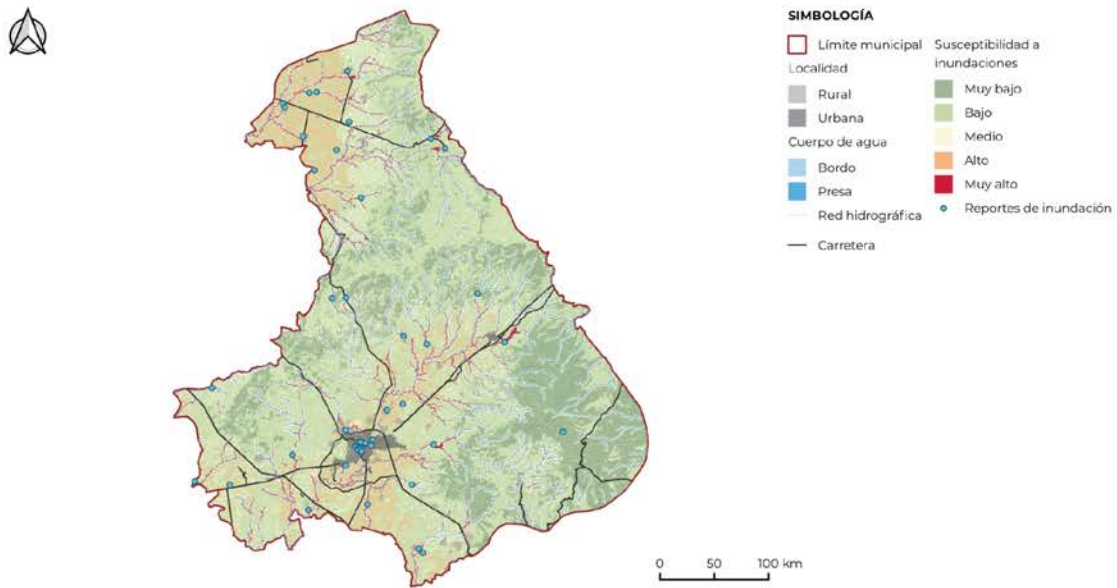 SIMBOLOGÍA
Límite municipal
Localidad
Rural
Urbana
Cuerpo de agua
Bordo
Presa
Red hidrográfica
Carretera
Susceptibilidad a
inundaciones
Muy bajo
Bajo
Medio
Alto
Muy alto
Reportes de inundación
0 50 100 km